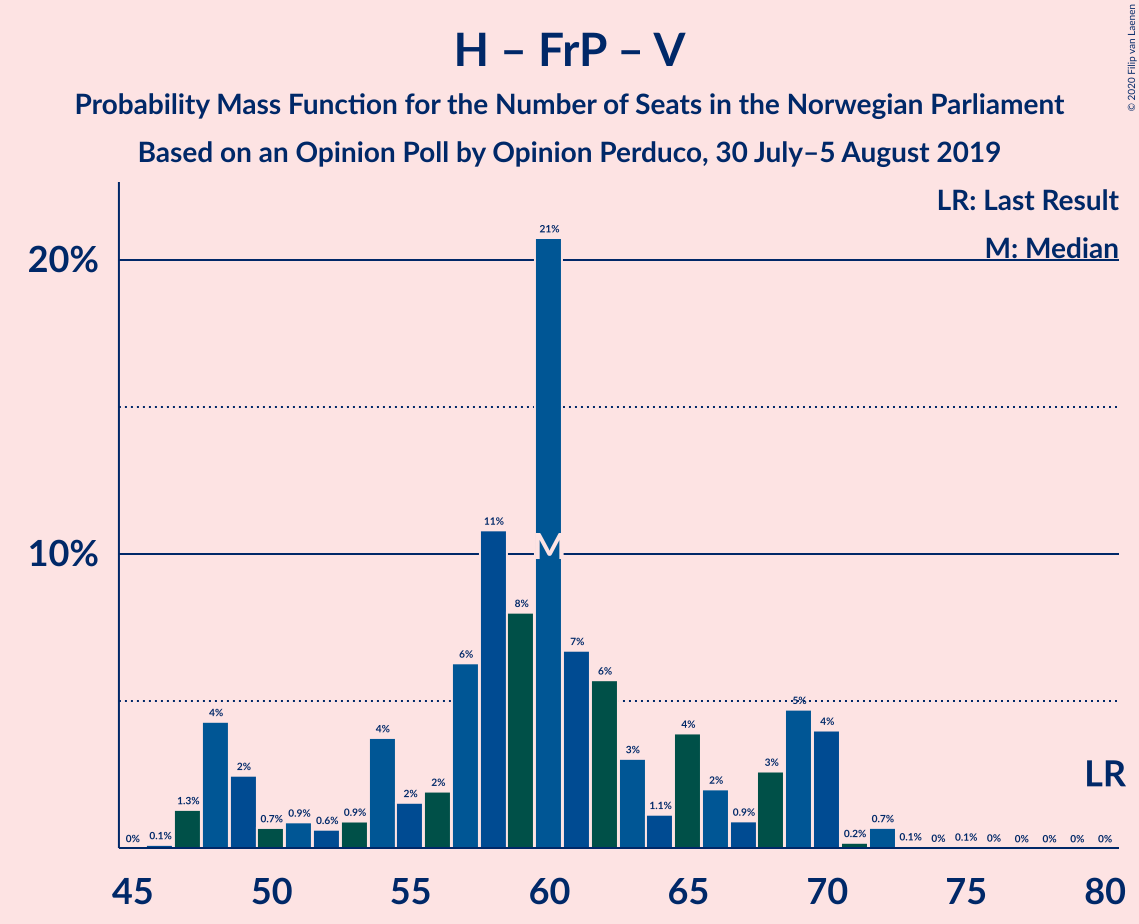 H – FrP – V
Probability Mass Function for the Number of Seats in the Norwegian Parliament
Based on an Opinion Poll by Opinion Perduco, 30 July–5 August 2019
© 2020 Filip van Laenen
LR: Last Result
M: Median
20%
10%
0% 0.1% 1.3% 4% 2% 0.7% 0.9% 0.6% 0.9% 4% 2% 2% 6% 11% 8% 21% 7% 6% 3% 1.1% 4% 2% 0.9% 3% 5% 4% 0.2% 0.7% 0.1% 0% 0.1% 0% 0% 0% 0% 0%
M
LR
45 50 55 60 65 70 75 80